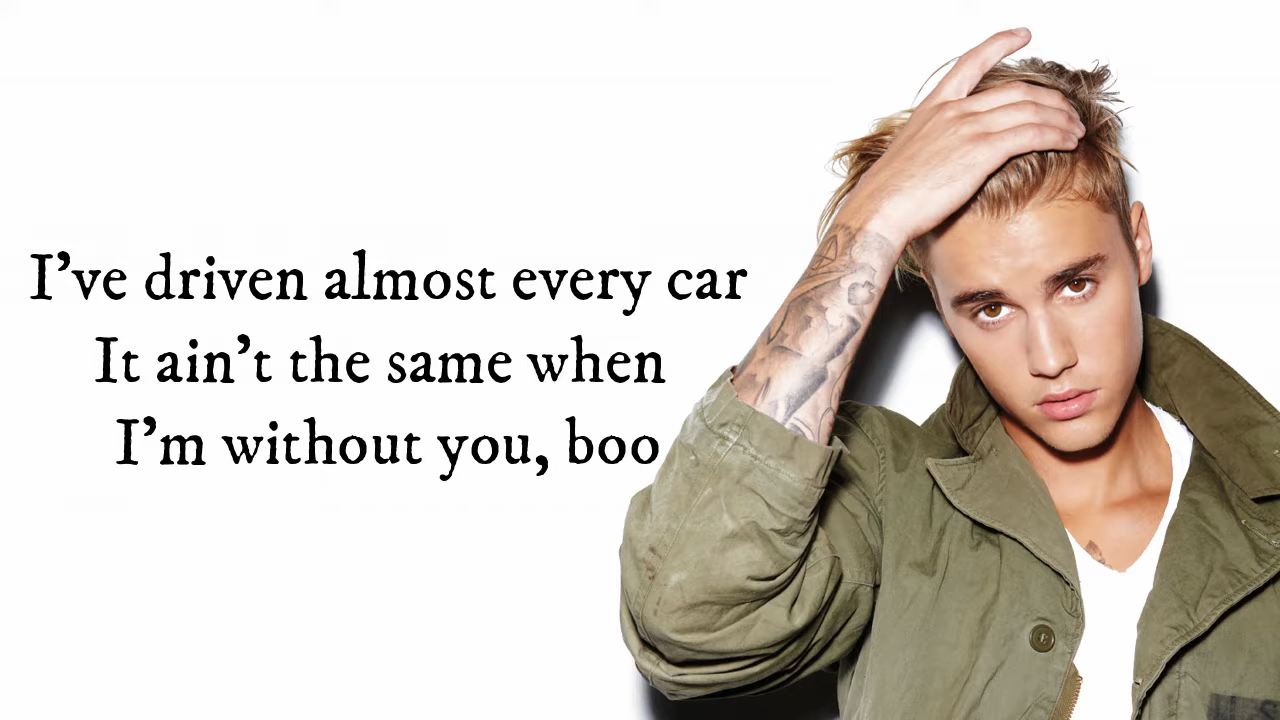 I've driven almost every car
It ain't the same when
I'm without you, boo